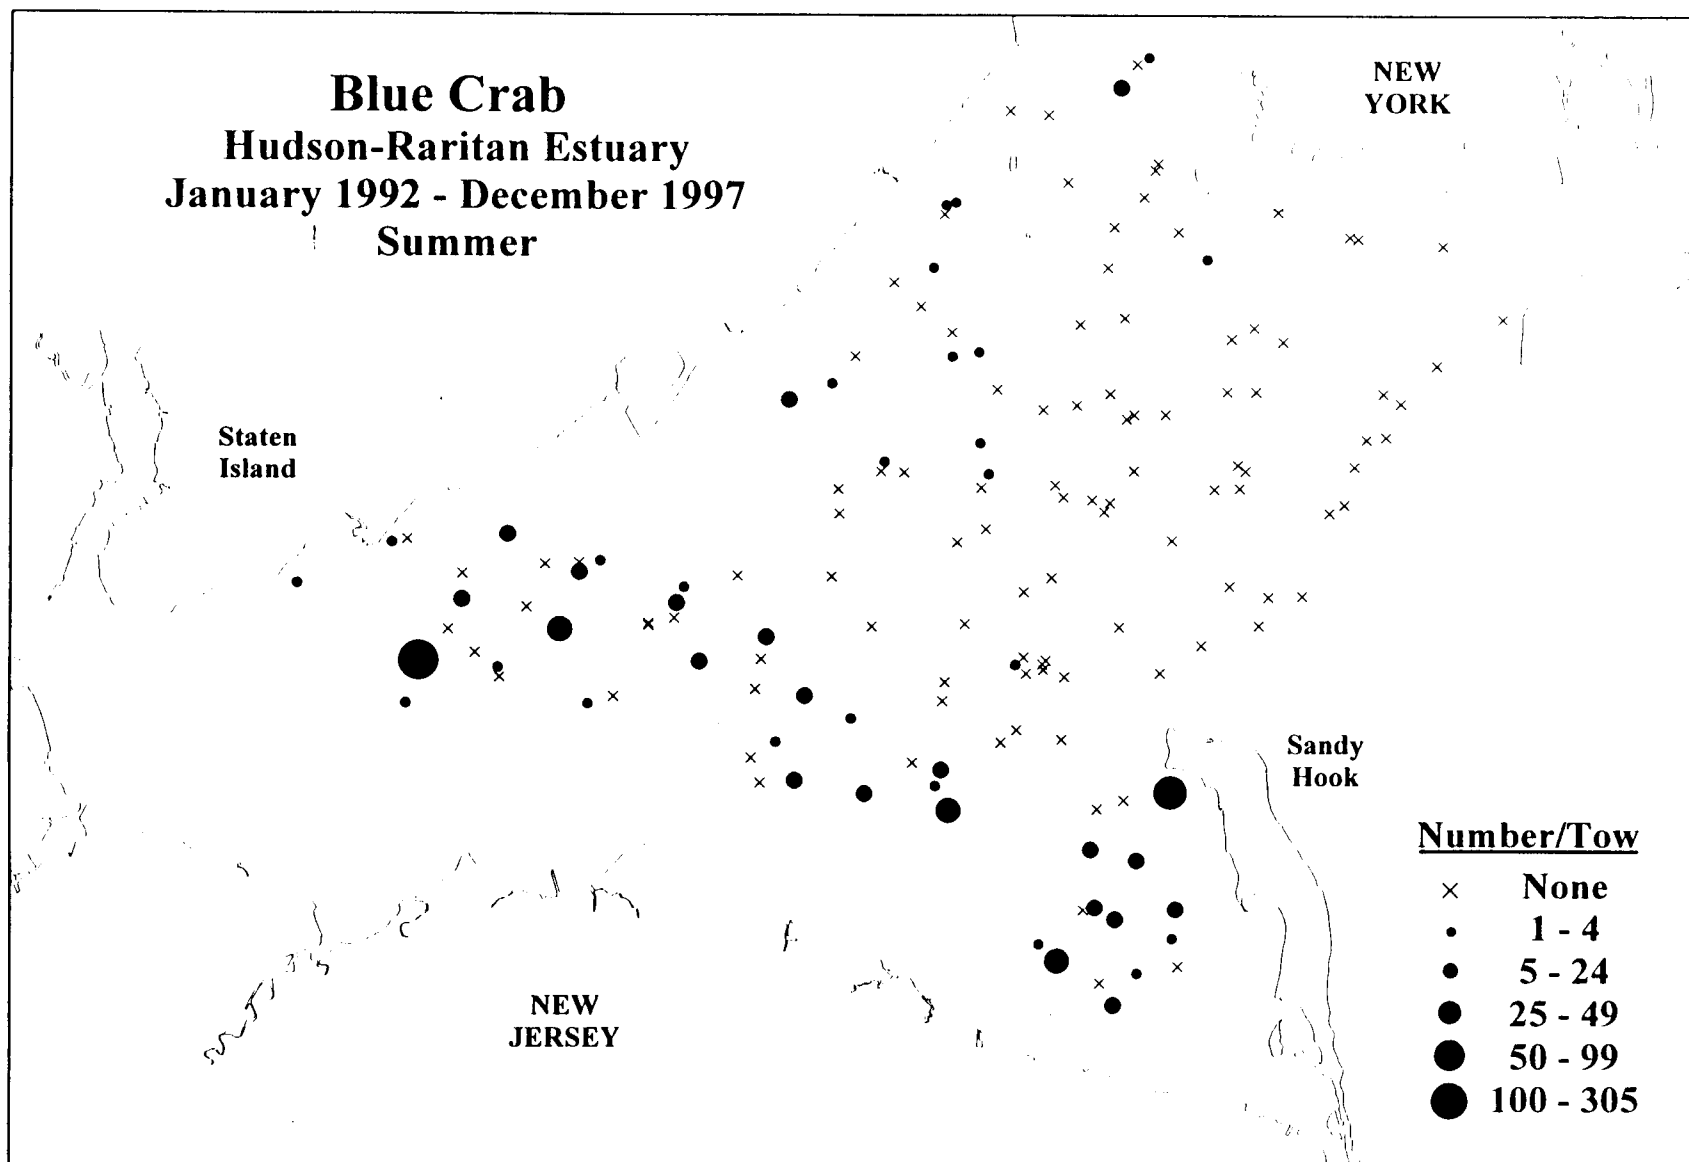 Blue Crab
Hudson-Raritan Estuary
January 1992 - December 1997
Summer
NEW
YORK
Staten
Island
Sandy
Hook
NEW
JERSEY
Number/Tow
None
1 - 4
5 - 24
25 - 49
50 - 99
100 - 305